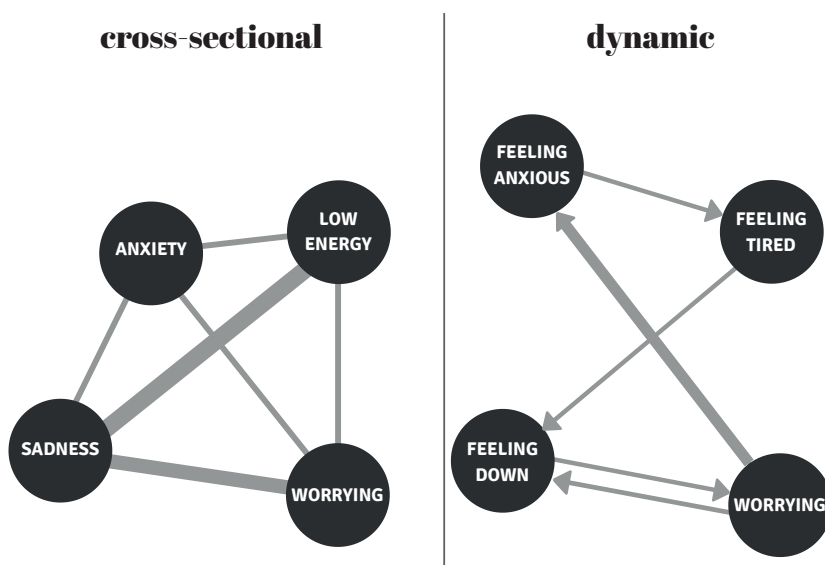 cross-sectional
ANXIETY
LOW
ENERGY
SADNESS
WORRYING
dynamic
FEELING
ANXIOUS
FEELING
TIRED
FEELING
DOWN
WORRYING